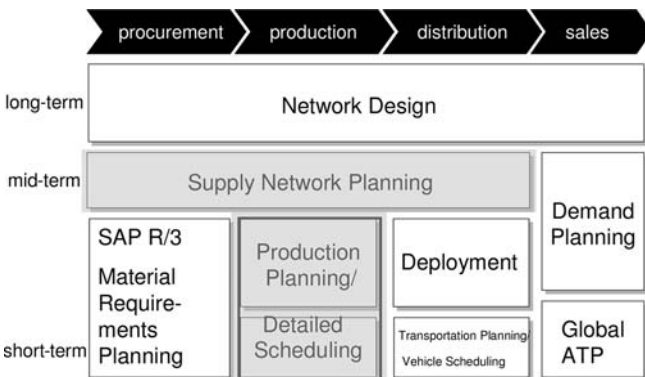 procurement
production
distribution
sales
long-term
Network Design
mid-term
Supply Network Planning
Demand
Planning
SAP R/3
Material
Require-
ments
Planning
Production
Planning/
Detailed
Scheduling
Deployment
Transportation Planning/
Vehicle Scheduling
Global
ATP
short-term